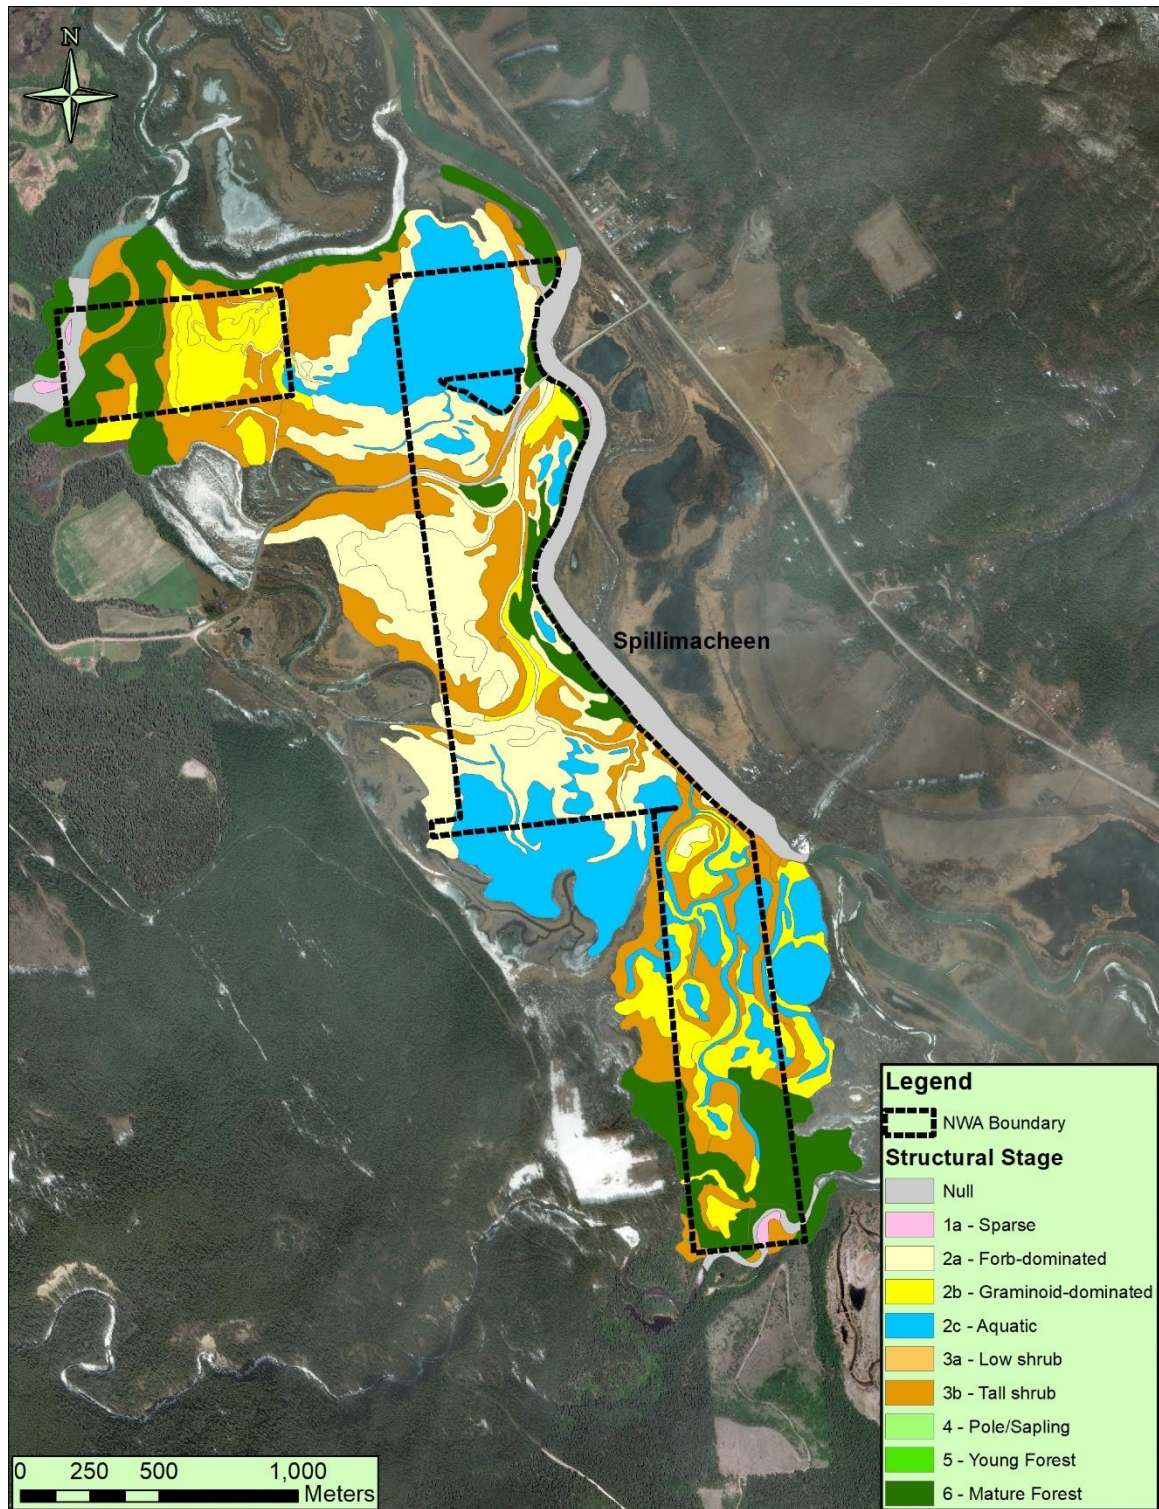 N
Spillimacheen
Legend
NWA Boundary
Structural Stage
Null
1a - Sparse
2a - Forb-dominated
2b - Graminoid-dominated
2c - Aquatic
3a - Low shrub
3b - Tall shrub
4 - Pole/Sapling
5 - Young Forest
6 - Mature Forest
0 250 500 1,000
Meters